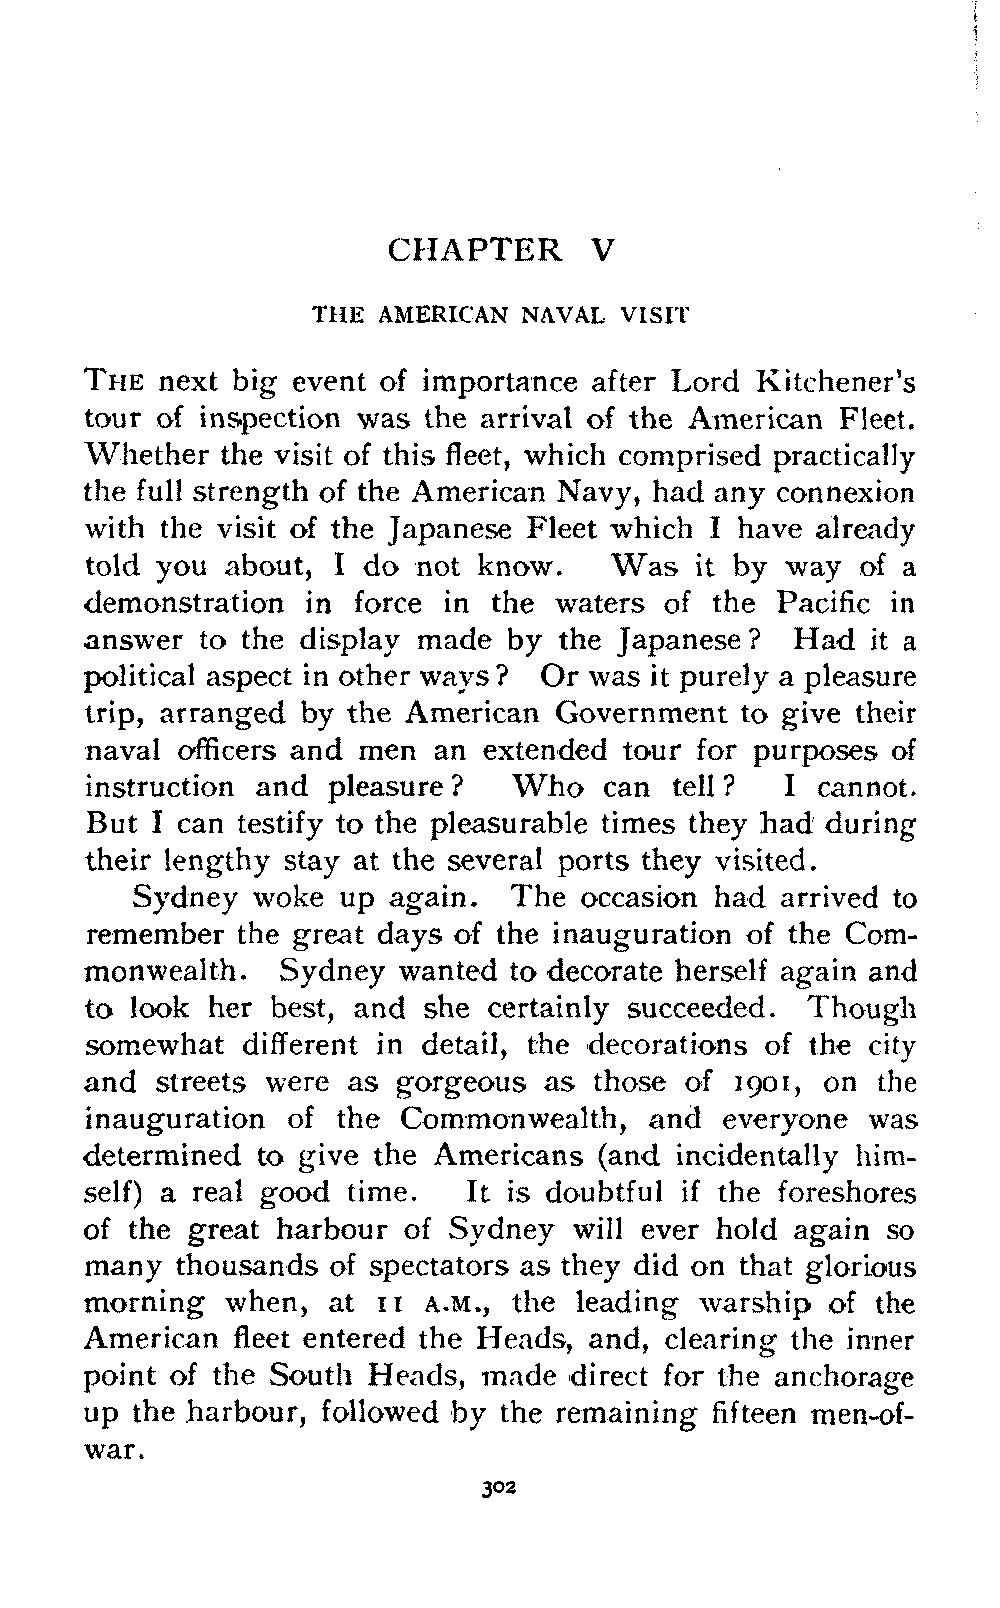 CHAPTER V
THE AMERICAN NAVAL VISIT
THE next big event of importance after Lord Kitchener's
tour of inspection was the arrival of the American Fleet.
Whether the visit of this fleet, which comprised practically
the full strength of the American Navy, had any connexion
with the visit of the Japanese Fleet which I have already
told you about, I do not know. Was it by way of a
demonstration in force in the waters of the Pacific in
answer to the display made by the Japanese? Had it a
political aspect in other ways? Or was it purely a pleasure
trip, arranged by the American Government to give their
naval officers and men an extended tour for purposes of
instruction and pleasure? Who can tell? I cannot.
But I can testify to the pleasurable times they had during
their lengthy stay at the several ports they visited.
Sydney woke up again. The occasion had arrived to
remember the great days of the inauguration of the Com-
monwealth. Sydney wanted to decorate herself again and
to look her best, and she certainly succeeded. Though
somewhat different in detail, the decorations of the city
and streets were as gorgeous as those of 1901, on the
inauguration of the Commonwealth, and everyone was
determined to give the Americans (and incidentally him-
self) a real good time. It is doubtful if the foreshores
of the great harbour of Sydney will ever hold again so
many thousands of spectators as they did on that glorious
morning when, at 11 A.M., the leading warship of the
American fleet entered the Heads, and, clearing the inner
point of the South Heads, made direct for the anchorage
up the harbour, followed by the remaining fifteen men-of-
war.
302